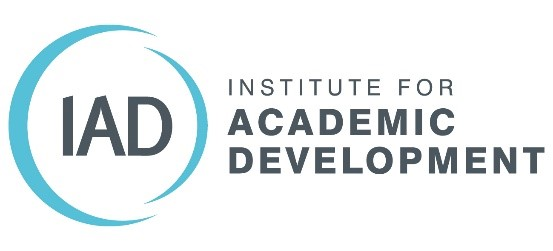 IAD
INSTITUTE FOR
ACADEMIC
DEVELOPMENT